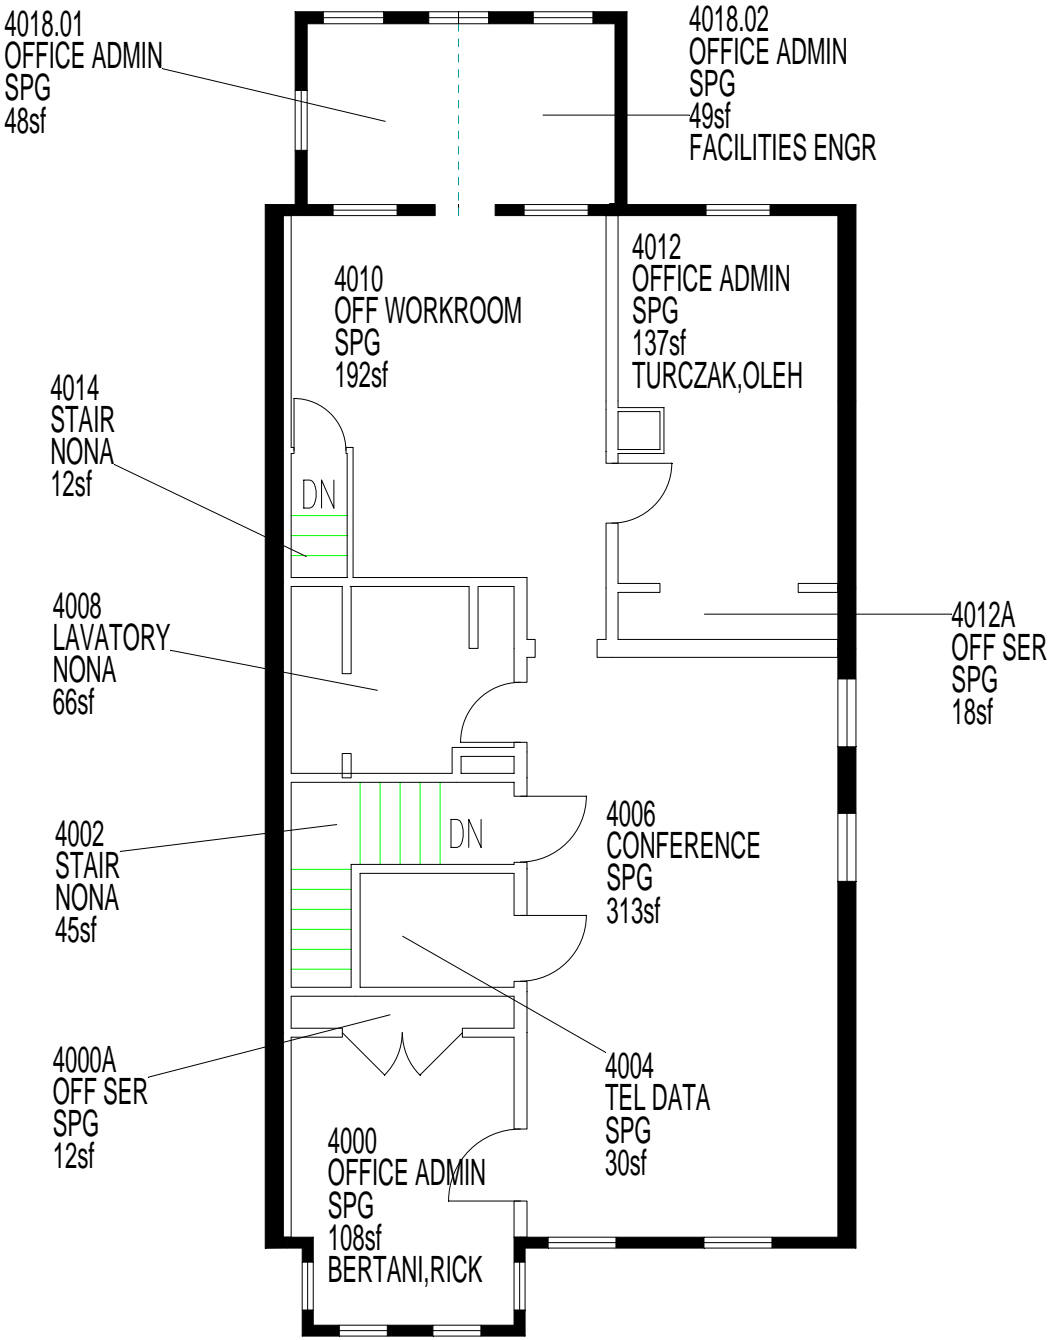 4018.01
OFFICE ADMIN
SPG
48sf
4018.02
OFFICE ADMIN
SPG
49sf
FACILITIES ENGR
4010
OFF WORKROOM
SPG
192sf
4012
OFFICE ADMIN
SPG
137sf
TURCZAK,OLEH
4014
STAIR
NONA
12sf
DN
4008
LAVATORY
NONA
66sf
4012A
OFF SER
SPG
18sf
4002
STAIR
NONA
45sf
DN
4006
CONFERENCE
SPG
313sf
4000A
OFF SER
SPG
12sf
4004
TEL DATA
SPG
30sf
4000
OFFICE ADMIN
SPG
108sf
BERTANI,RICK